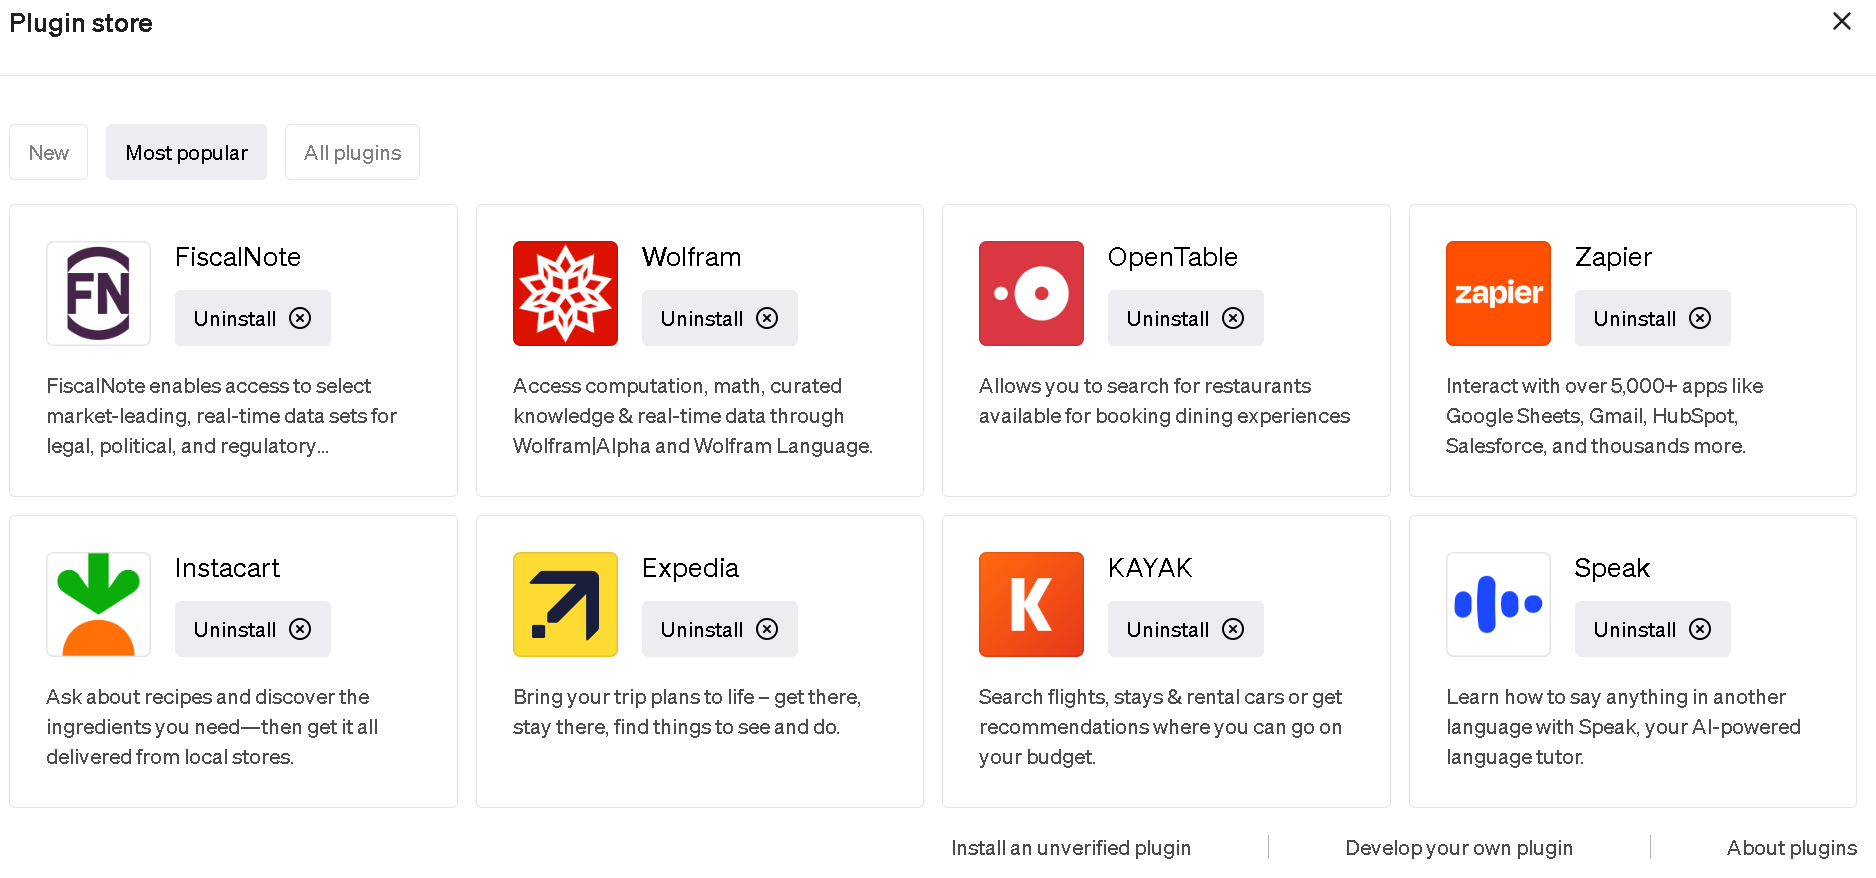 Plugin store
New
Most popular
All plugins
FN
FiscalNote
Uninstall
FiscalNote enables access to select
market-leading, real-time data sets for
legal, political, and regulatory...
Wolfram
Uninstall
Access computation, math, curated
knowledge & real-time data through
Wolfram|Alpha and Wolfram Language.
OpenTable
Uninstall
Allows you to search for restaurants
available for booking dining experiences
zapier
Zapier
Uninstall
Interact with over 5,000+ apps like
Google Sheets, Gmail, HubSpot,
Salesforce, and thousands more.
Instacart
Uninstall
Ask about recipes and discover the
ingredients you need—then get it all
delivered from local stores.
Expedia
Uninstall
Bring your trip plans to life – get there,
stay there, find things to see and do.
K
KAYAK
Uninstall
Search flights, stays & rental cars or get
recommendations where you can go on
your budget.
Speak
Uninstall
Learn how to say anything in another
language with Speak, your AI-powered
language tutor.
Install an unverified plugin
Develop your own plugin
About plugins